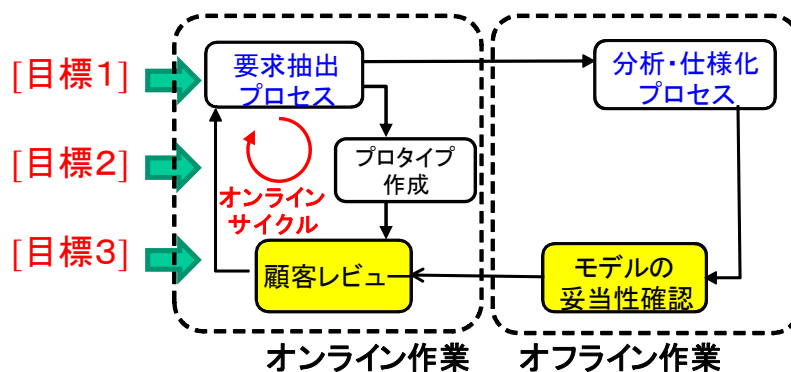 [目標1]
要求抽出
プロセス
分析・仕様化
プロセス
[目標2]
プロタイプ
作成
オンライン
サイクル
[目標3]
顧客レビュー
モデルの
妥当性確認
オンライン作業
オフライン作業